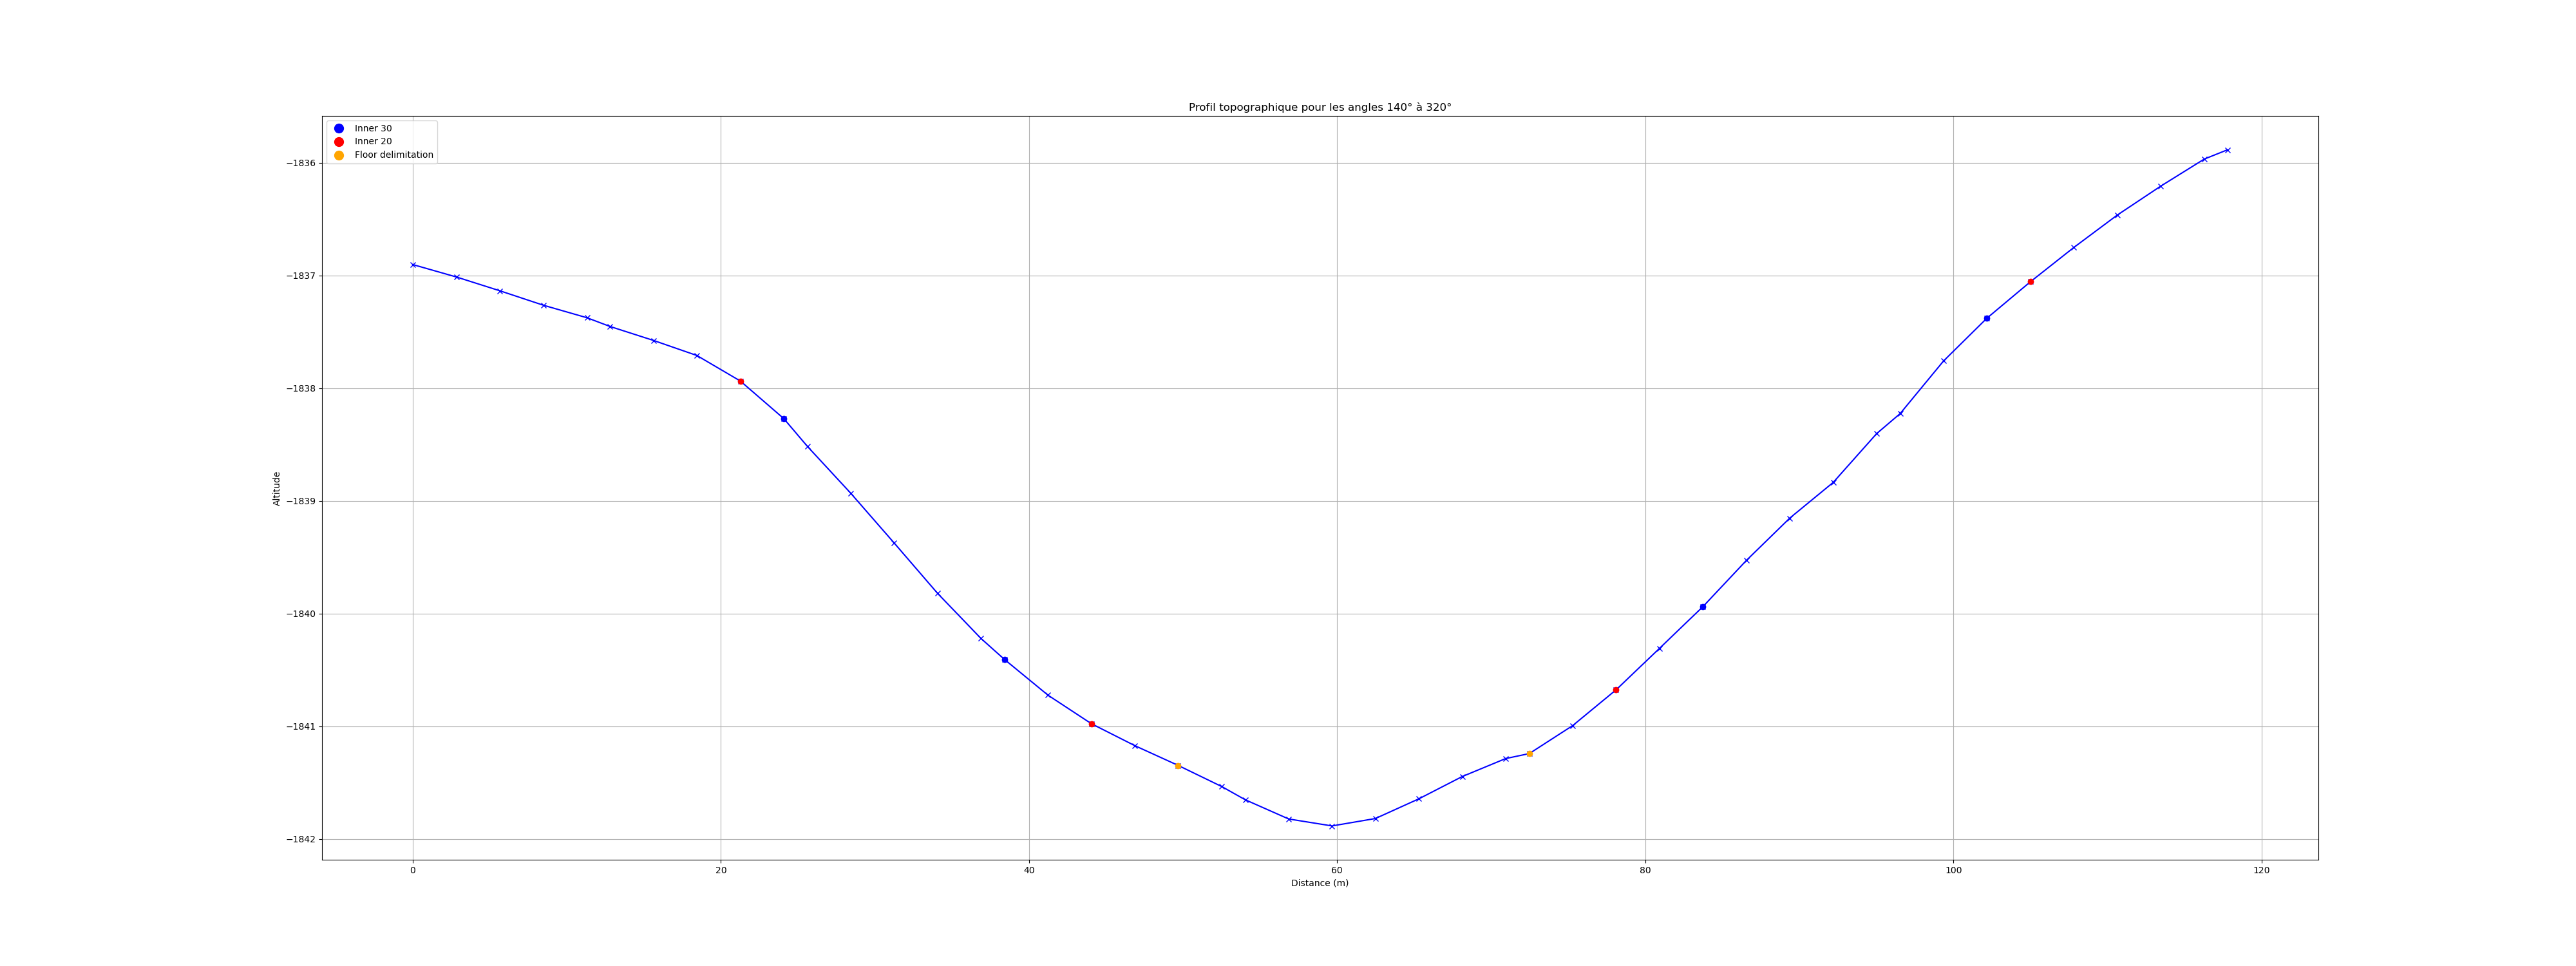 Profil topographique pour les angles 140° à 320°
Inner 30
Inner 20
Floor delimitation
−1836
−1837
−1838
−1839
−1840
−1841
−1842
Altitude
0 20 40 60 80 100 120
Distance (m)